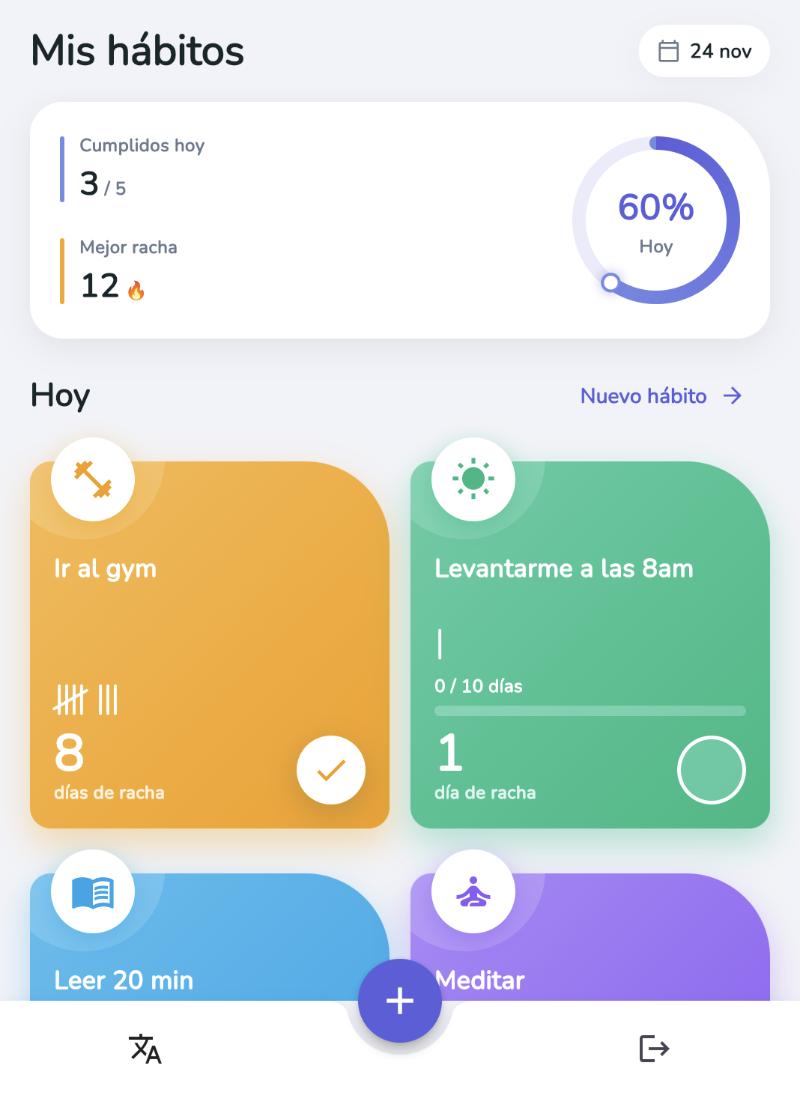 Mis hábitos
24 nov
Cumplidos hoy
3 / 5
Mejor racha
12 🔥
60%
Hoy
Hoy
Nuevo hábito →
Ir al gym
8
días de racha
Levantarme a las 8am
0 / 10 días
1
día de racha
Leer 20 min
Meditar